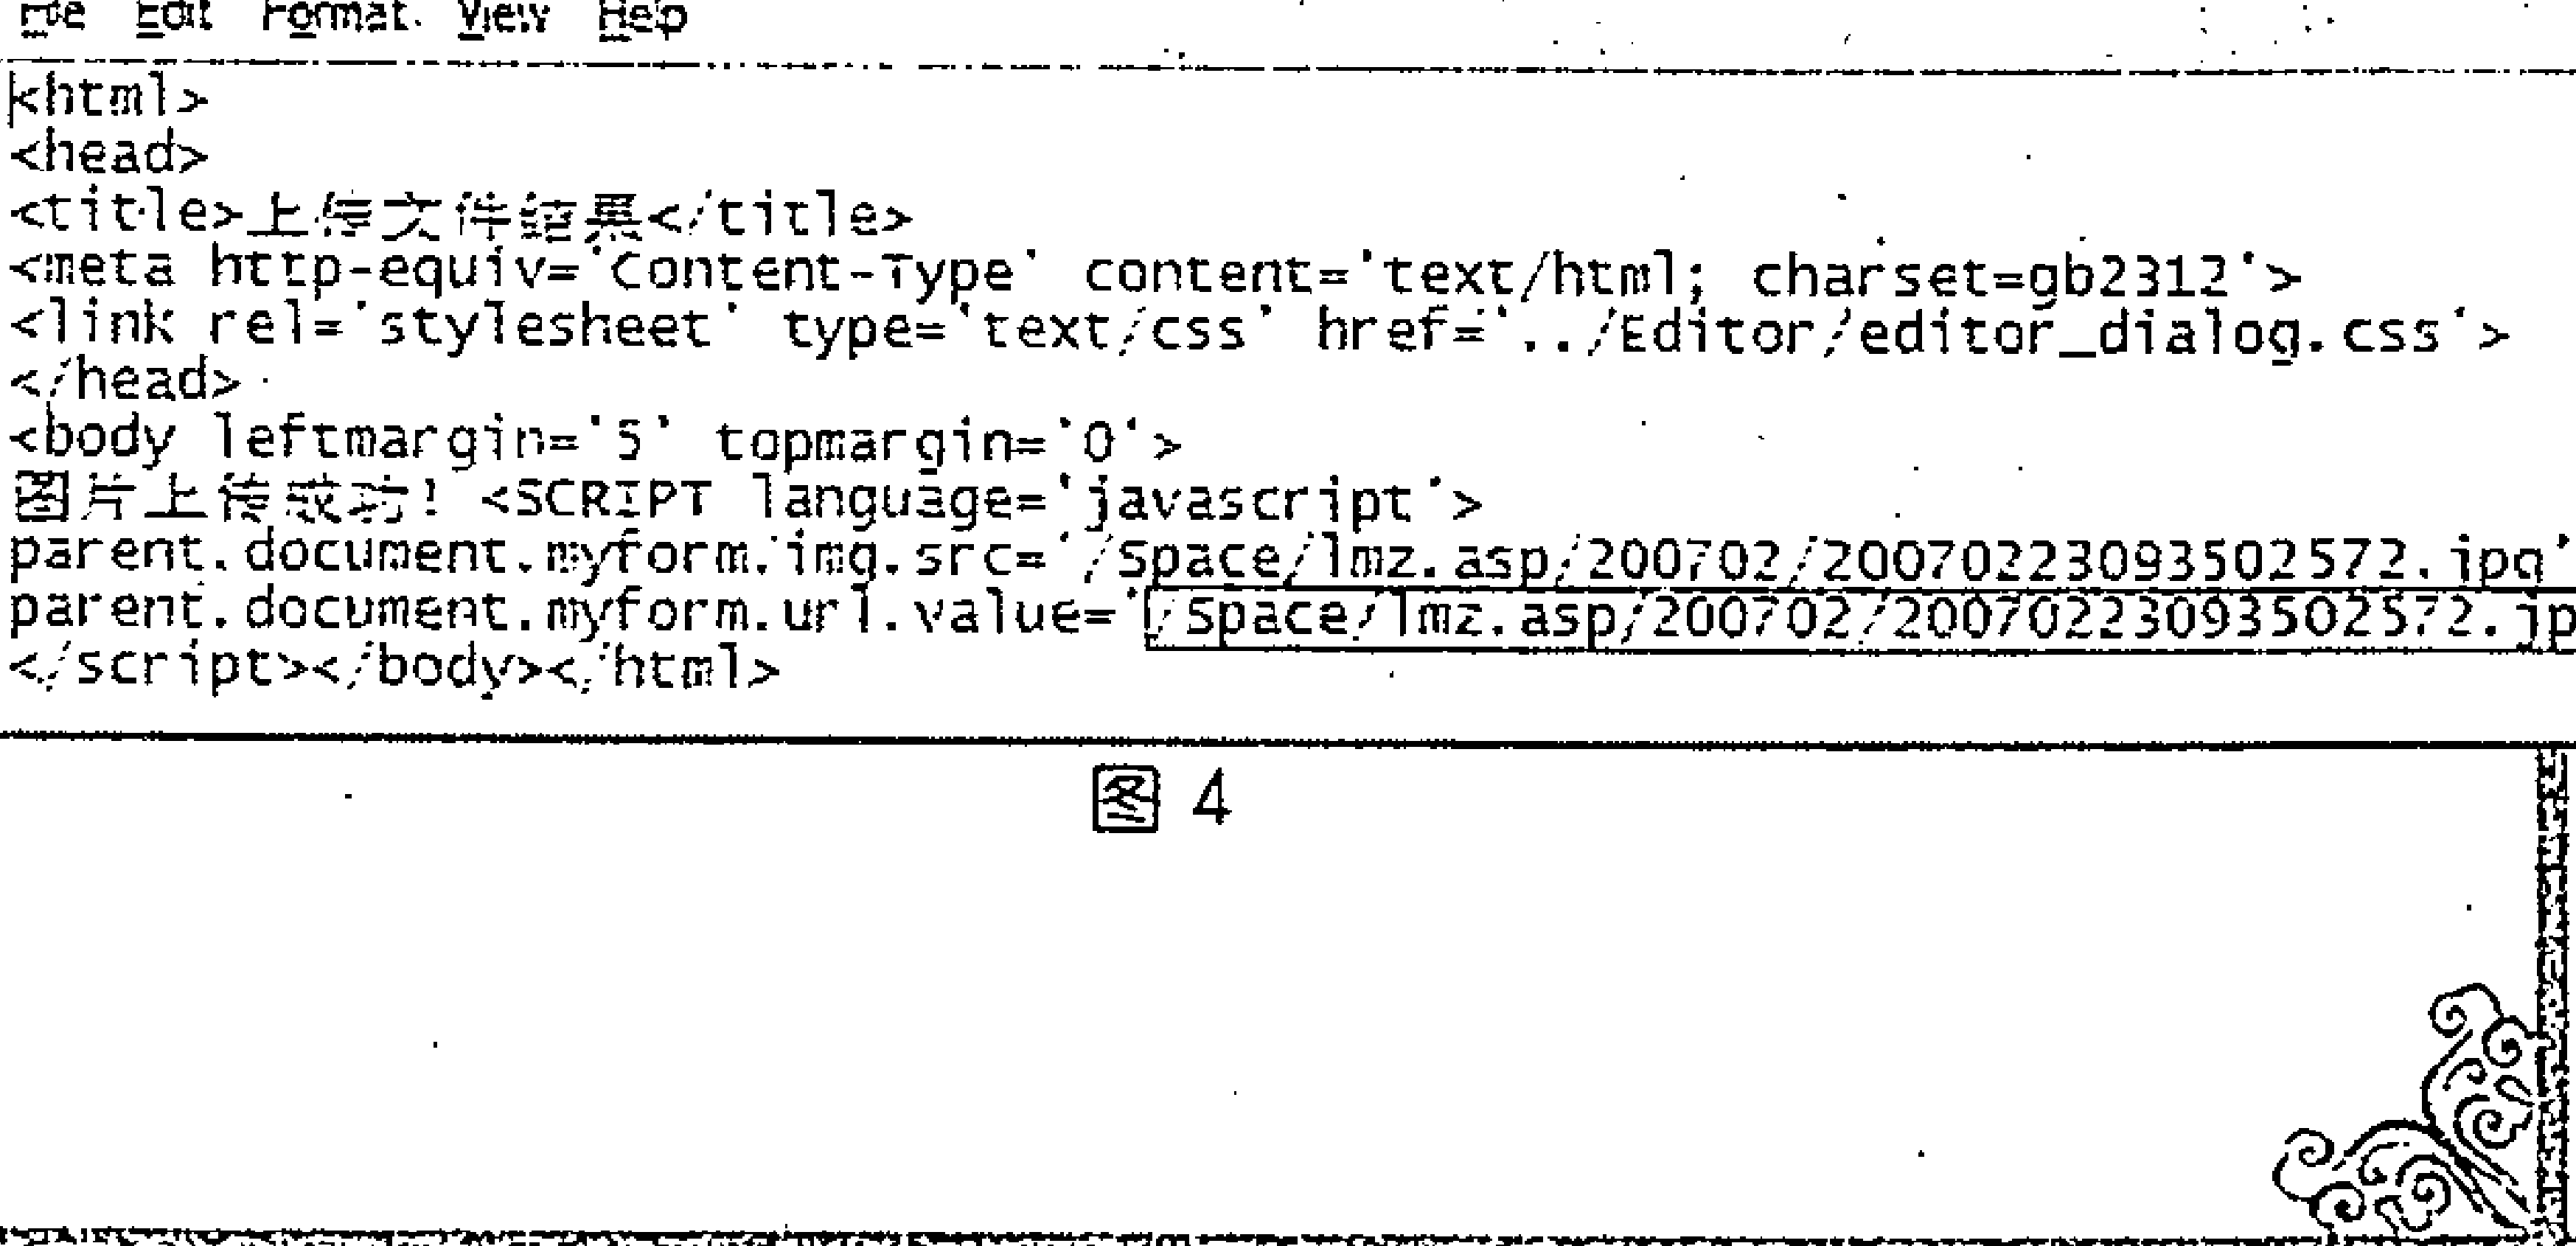 File Edit Format View Help
<html>
<head>
<title>上传文件结果</title>
<meta http-equiv='Content-Type' content='text/html; charset=gb2312'>
<link rel='stylesheet' type='text/css' href='../Editor/editor_dialog.css'>
</head>
<body leftmargin='5' topmargin='0'>
图片上传成功! <SCRIPT language='javascript'>
parent.document.myform.img.src='/Space/lmz.asp/200702/20070223093502572.jpg'
parent.document.myform.url.value='/Space/lmz.asp/200702/20070223093502572.jp
</script></body></html>
图 4